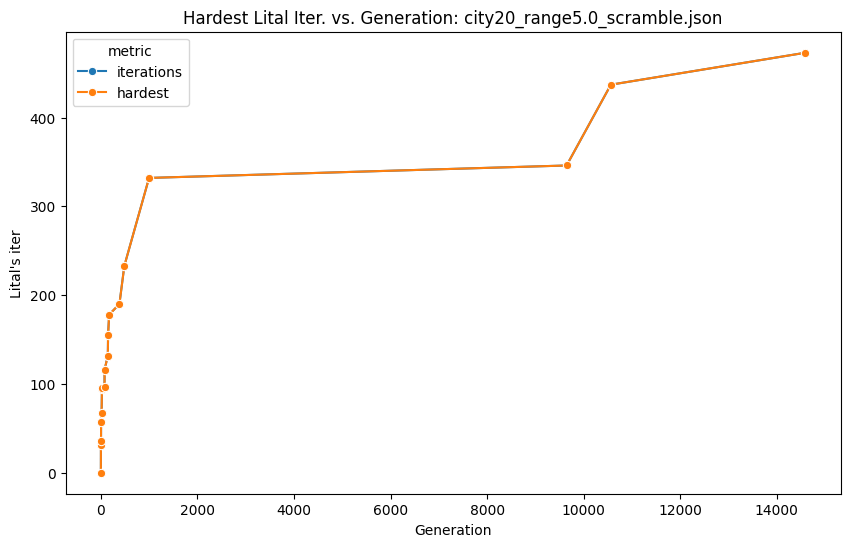 Hardest Lital Iter. vs. Generation: city20_range5.0_scramble.json
metric
iterations
hardest
Lital's iter
400
300
200
100
0
0 2000 4000 6000 8000 10000 12000 14000
Generation